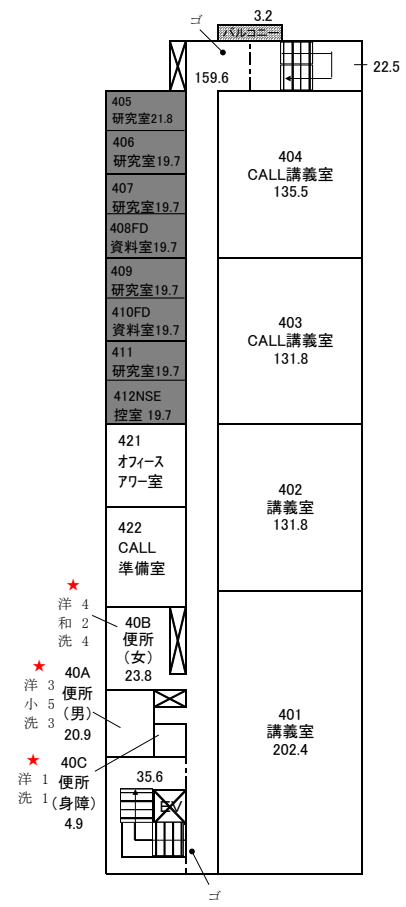 ゴ
3.2
バルコニー
159.6
22.5
405
研究室21.8
406
研究室19.7
407
研究室19.7
408FD
資料室19.7
409
研究室19.7
410FD
資料室19.7
411
研究室19.7
412NSE
控室 19.7
404
CALL講義室
135.5
403
CALL講義室
131.8
421
オフィース
アワー室
402
講義室
131.8
422
CALL
準備室
★
洋 4
和 2
洗 4
40B
便所
(女)
23.8
★
洋 3
小 5
洗 3
40A
便所
(男)
20.9
401
講義室
202.4
★
洋 1
洗 1
40C
便所
(身障)
4.9
35.6
EV
ゴ